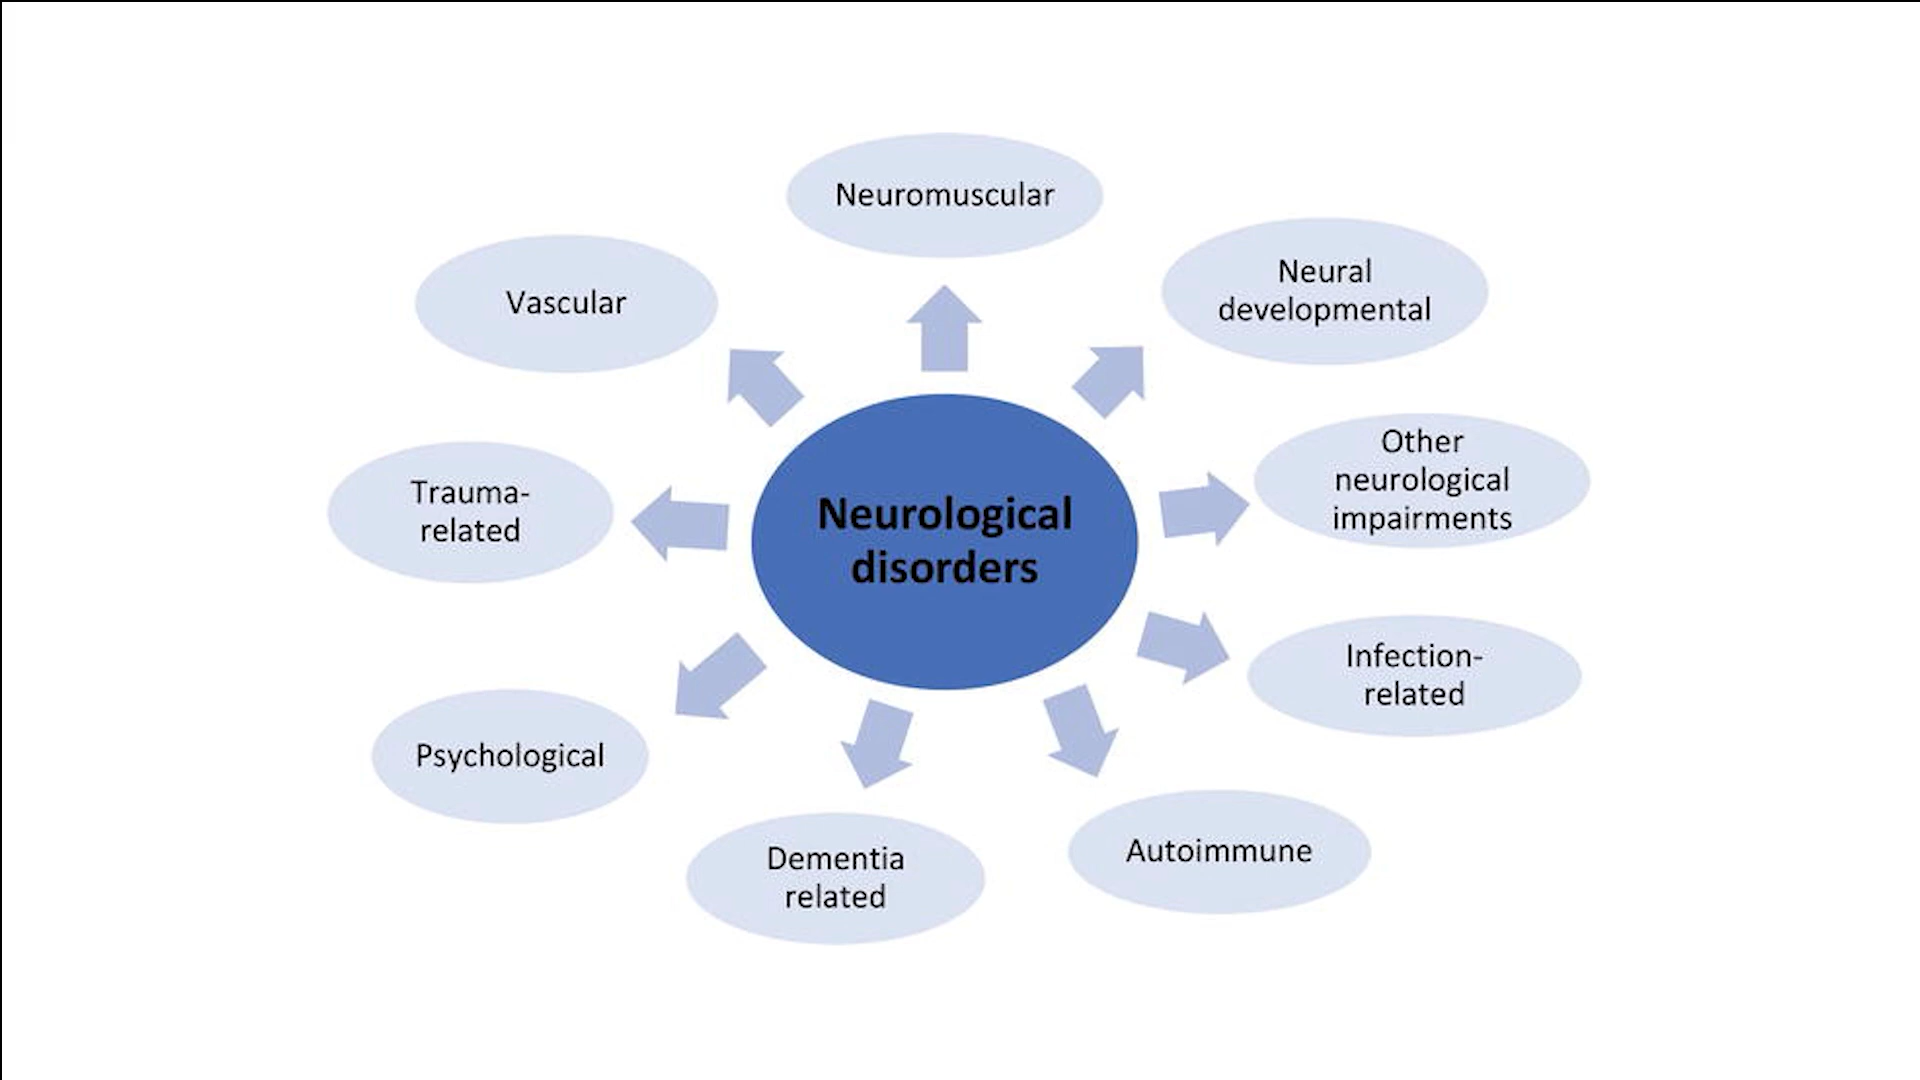 Neuromuscular
Neural
developmental
Vascular
Other
neurological
impairments
Trauma-
related
Neurological
disorders
Infection-
related
Psychological
Dementia
related
Autoimmune